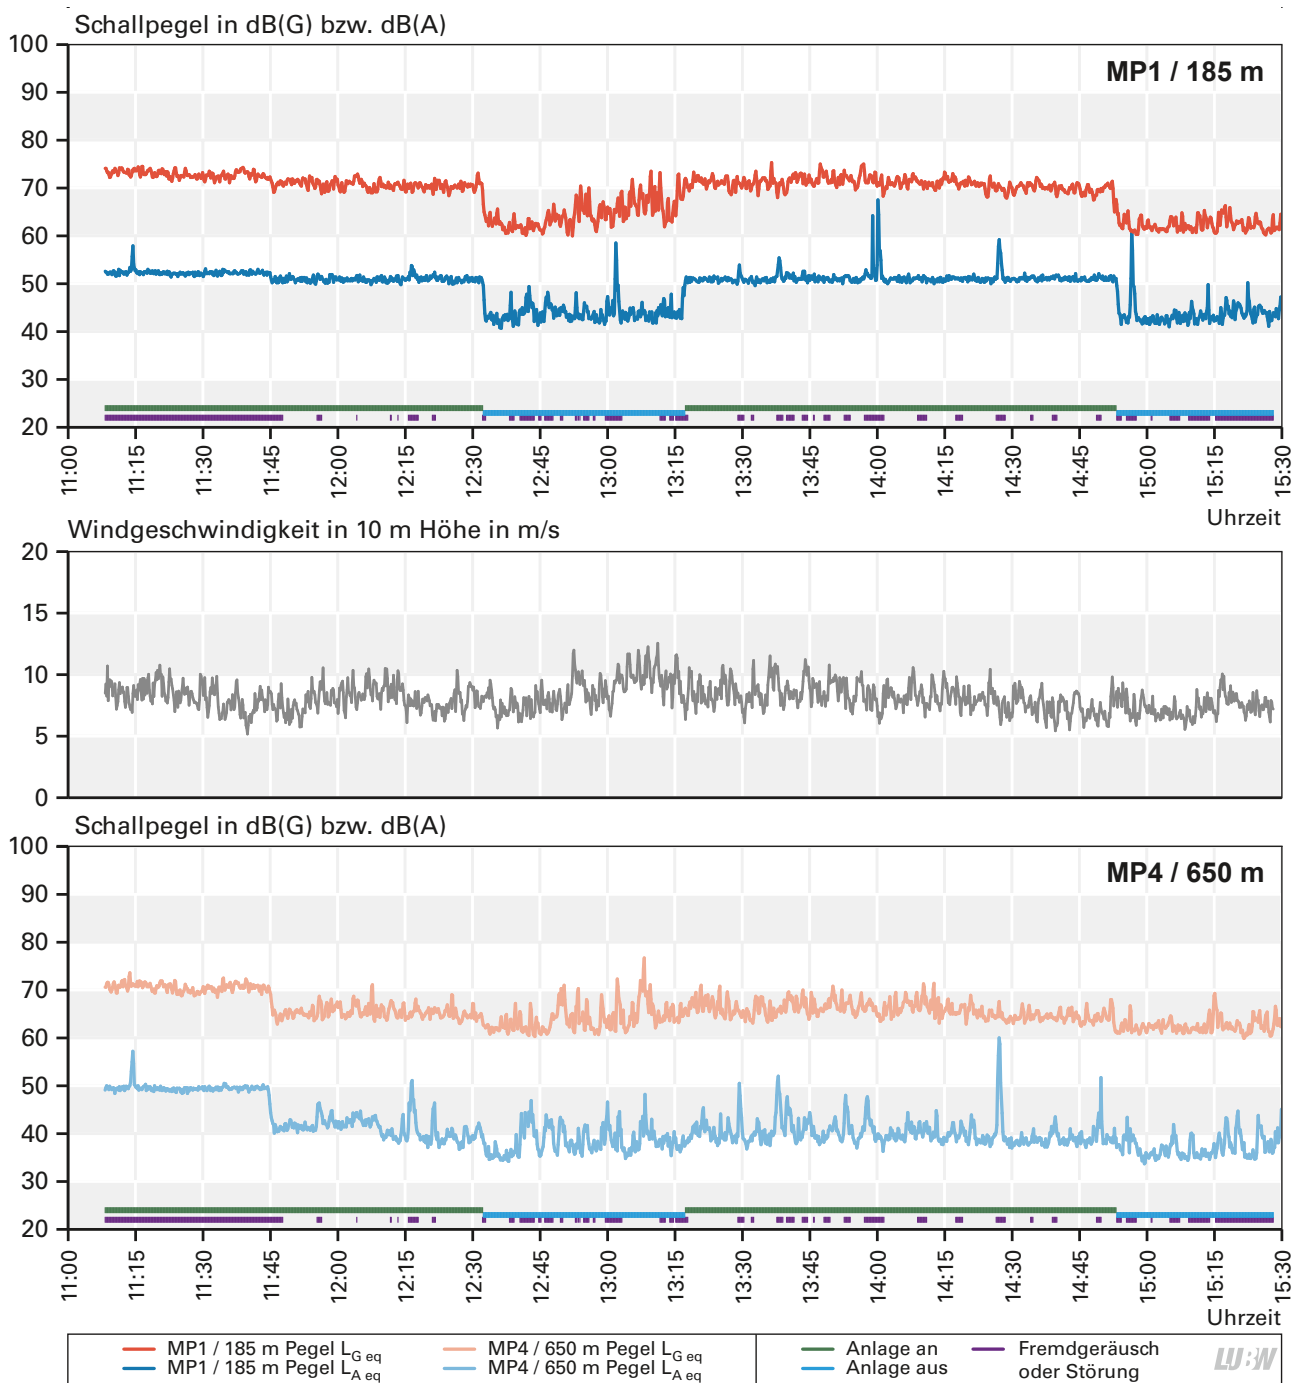 Schallpegel in dB(G) bzw. dB(A)
MP1 / 185 m
100
90
80
70
60
50
40
30
20
11:00 11:15 11:30 11:45 12:00 12:15 12:30 12:45 13:00 13:15 13:30 13:45 14:00 14:15 14:30 14:45 15:00 15:15 15:30
Uhrzeit
Windgeschwindigkeit in 10 m Höhe in m/s
20
15
10
5
0
Schallpegel in dB(G) bzw. dB(A)
MP4 / 650 m
100
90
80
70
60
50
40
30
20
11:00 11:15 11:30 11:45 12:00 12:15 12:30 12:45 13:00 13:15 13:30 13:45 14:00 14:15 14:30 14:45 15:00 15:15 15:30
Uhrzeit
MP1 / 185 m Pegel L G eq
MP1 / 185 m Pegel L A eq
MP4 / 650 m Pegel L G eq
MP4 / 650 m Pegel L A eq
Anlage an
Anlage aus
Fremdgeräusch
oder Störung
LUBW